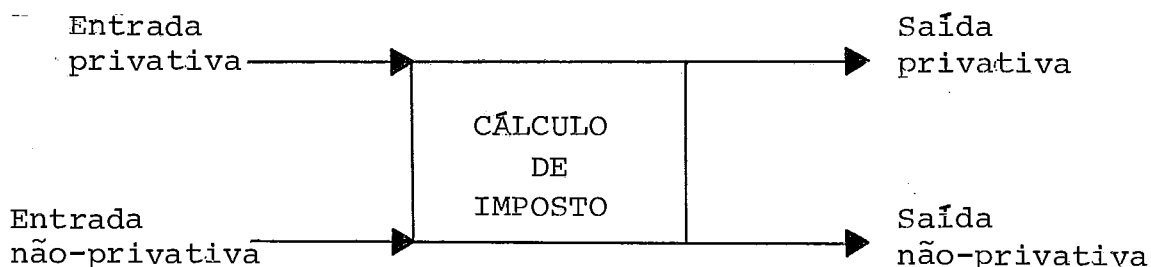 Entrada
privativa
Saída
privativa
CÁLCULO
DE
IMPOSTO
Entrada
não-privativa
Saída
não-privativa